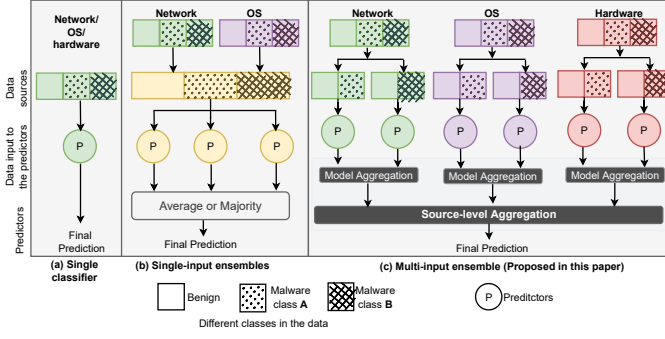 Network/
OS/
hardware
Network
OS
Network
OS
Hardware
Data
sources
Data input to
the predictors
Predictors
P
P
P
P
P
P
P
P
P
P
Model Aggregation
Model Aggregation
Model Aggregation
Average or Majority
Source-level Aggregation
Final
Prediction
Final Prediction
Final Prediction
(a) Single
classifier
(b) Single-input ensembles
(c) Multi-input ensemble (Proposed in this paper)
Benign
Malware
class A
Malware
class B
P
Preditctors
Different classes in the data